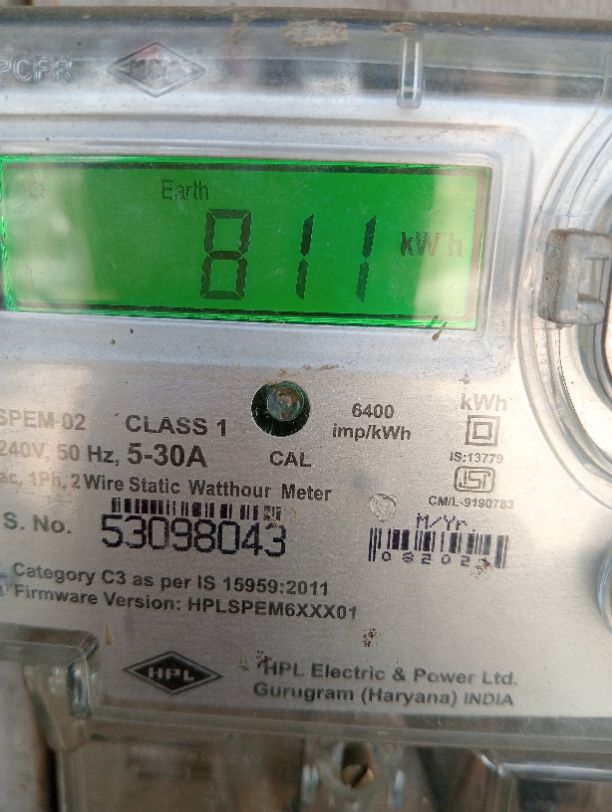 PCFR
Earth
811 kWh
SPEM-02 CLASS 1
6400
imp/kWh
kWh
240V, 50 Hz, 5-30A
CAL
IS:13779
ISI
CM/L-9190783
ac, 1Ph, 2 Wire Static Watthour Meter
M/Yr.
S. No. 53098043
Category C3 as per IS 15959:2011
Firmware Version: HPLSPEM6XXX01
HPL
HPL Electric & Power Ltd.
Gurugram (Haryana) INDIA